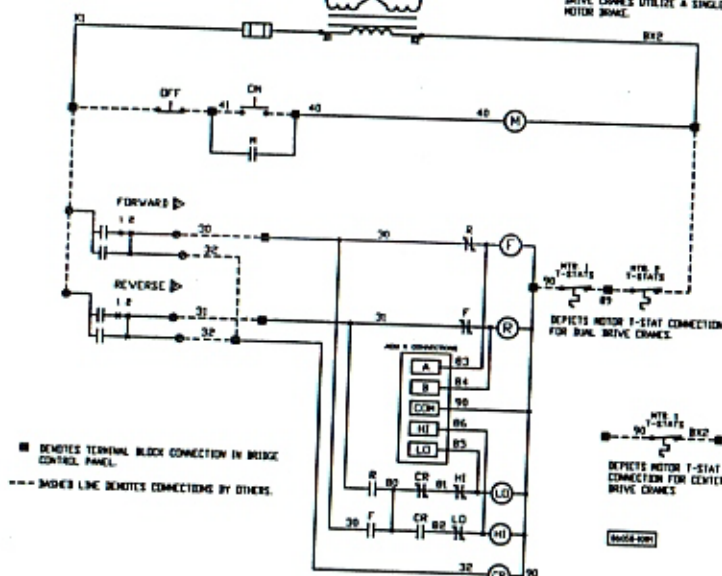 DRIVE CRANES UTILIZE A SINGLE
MOTOR BRAKE.
X1
BX2
OFF
41
ON
40
40
M
M
FORWARD
1 2
30
30
R
F
32
90
MTR. 1
T-STATS
89
MTR. 2
T-STATS
REVERSE
1 2
31
31
F
R
32
DEPICTS MOTOR T-STAT CONNECTION
FOR DUAL DRIVE CRANES.
CONNECTIONS
A
83
B
84
COM
90
HI
86
LO
85
90
MTR.
T-STATS
BX2
DEPICTS MOTOR T-STAT
CONNECTION FOR CENTER
DRIVE CRANES
DENOTES TERMINAL BLOCK CONNECTION IN BRIDGE
CONTROL PANEL.
DASHED LINE DENOTES CONNECTIONS BY OTHERS.
R
80
CR
81
HI
LO
30
F
CR
82
LO
HI
32
CR
90